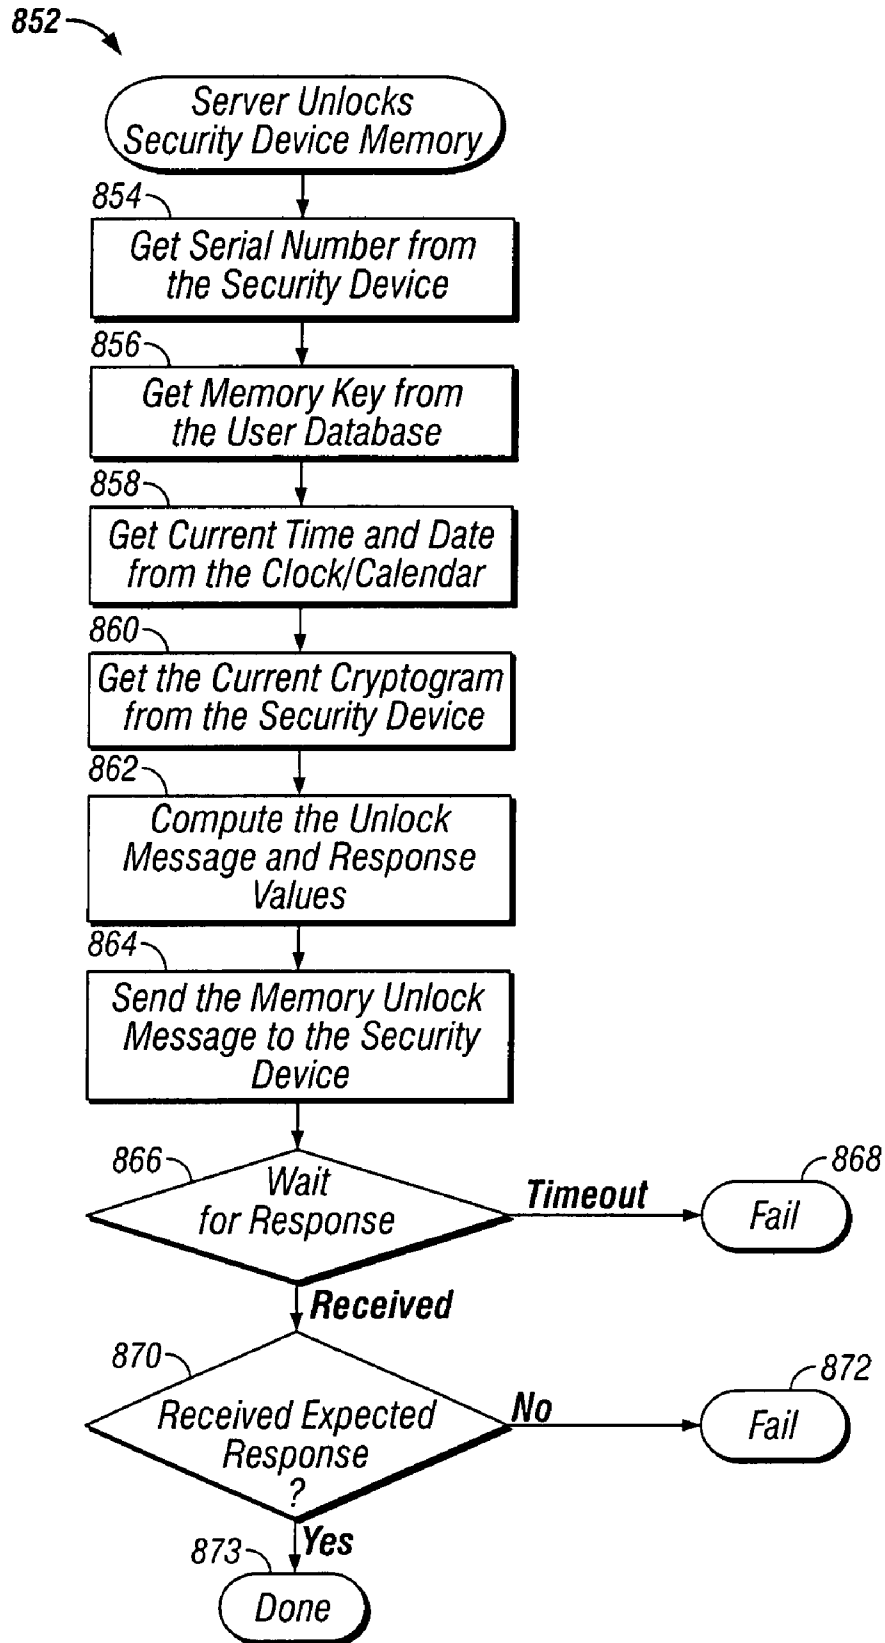 852
Server Unlocks
Security Device Memory
854
Get Serial Number from
the Security Device
856
Get Memory Key from
the User Database
858
Get Current Time and Date
from the Clock/Calendar
860
Get the Current Cryptogram
from the Security Device
862
Compute the Unlock
Message and Response
Values
864
Send the Memory Unlock
Message to the Security
Device
866
Wait
for Response
Timeout
868
Fail
Received
870
Received Expected
Response
?
No
872
Fail
Yes
873
Done